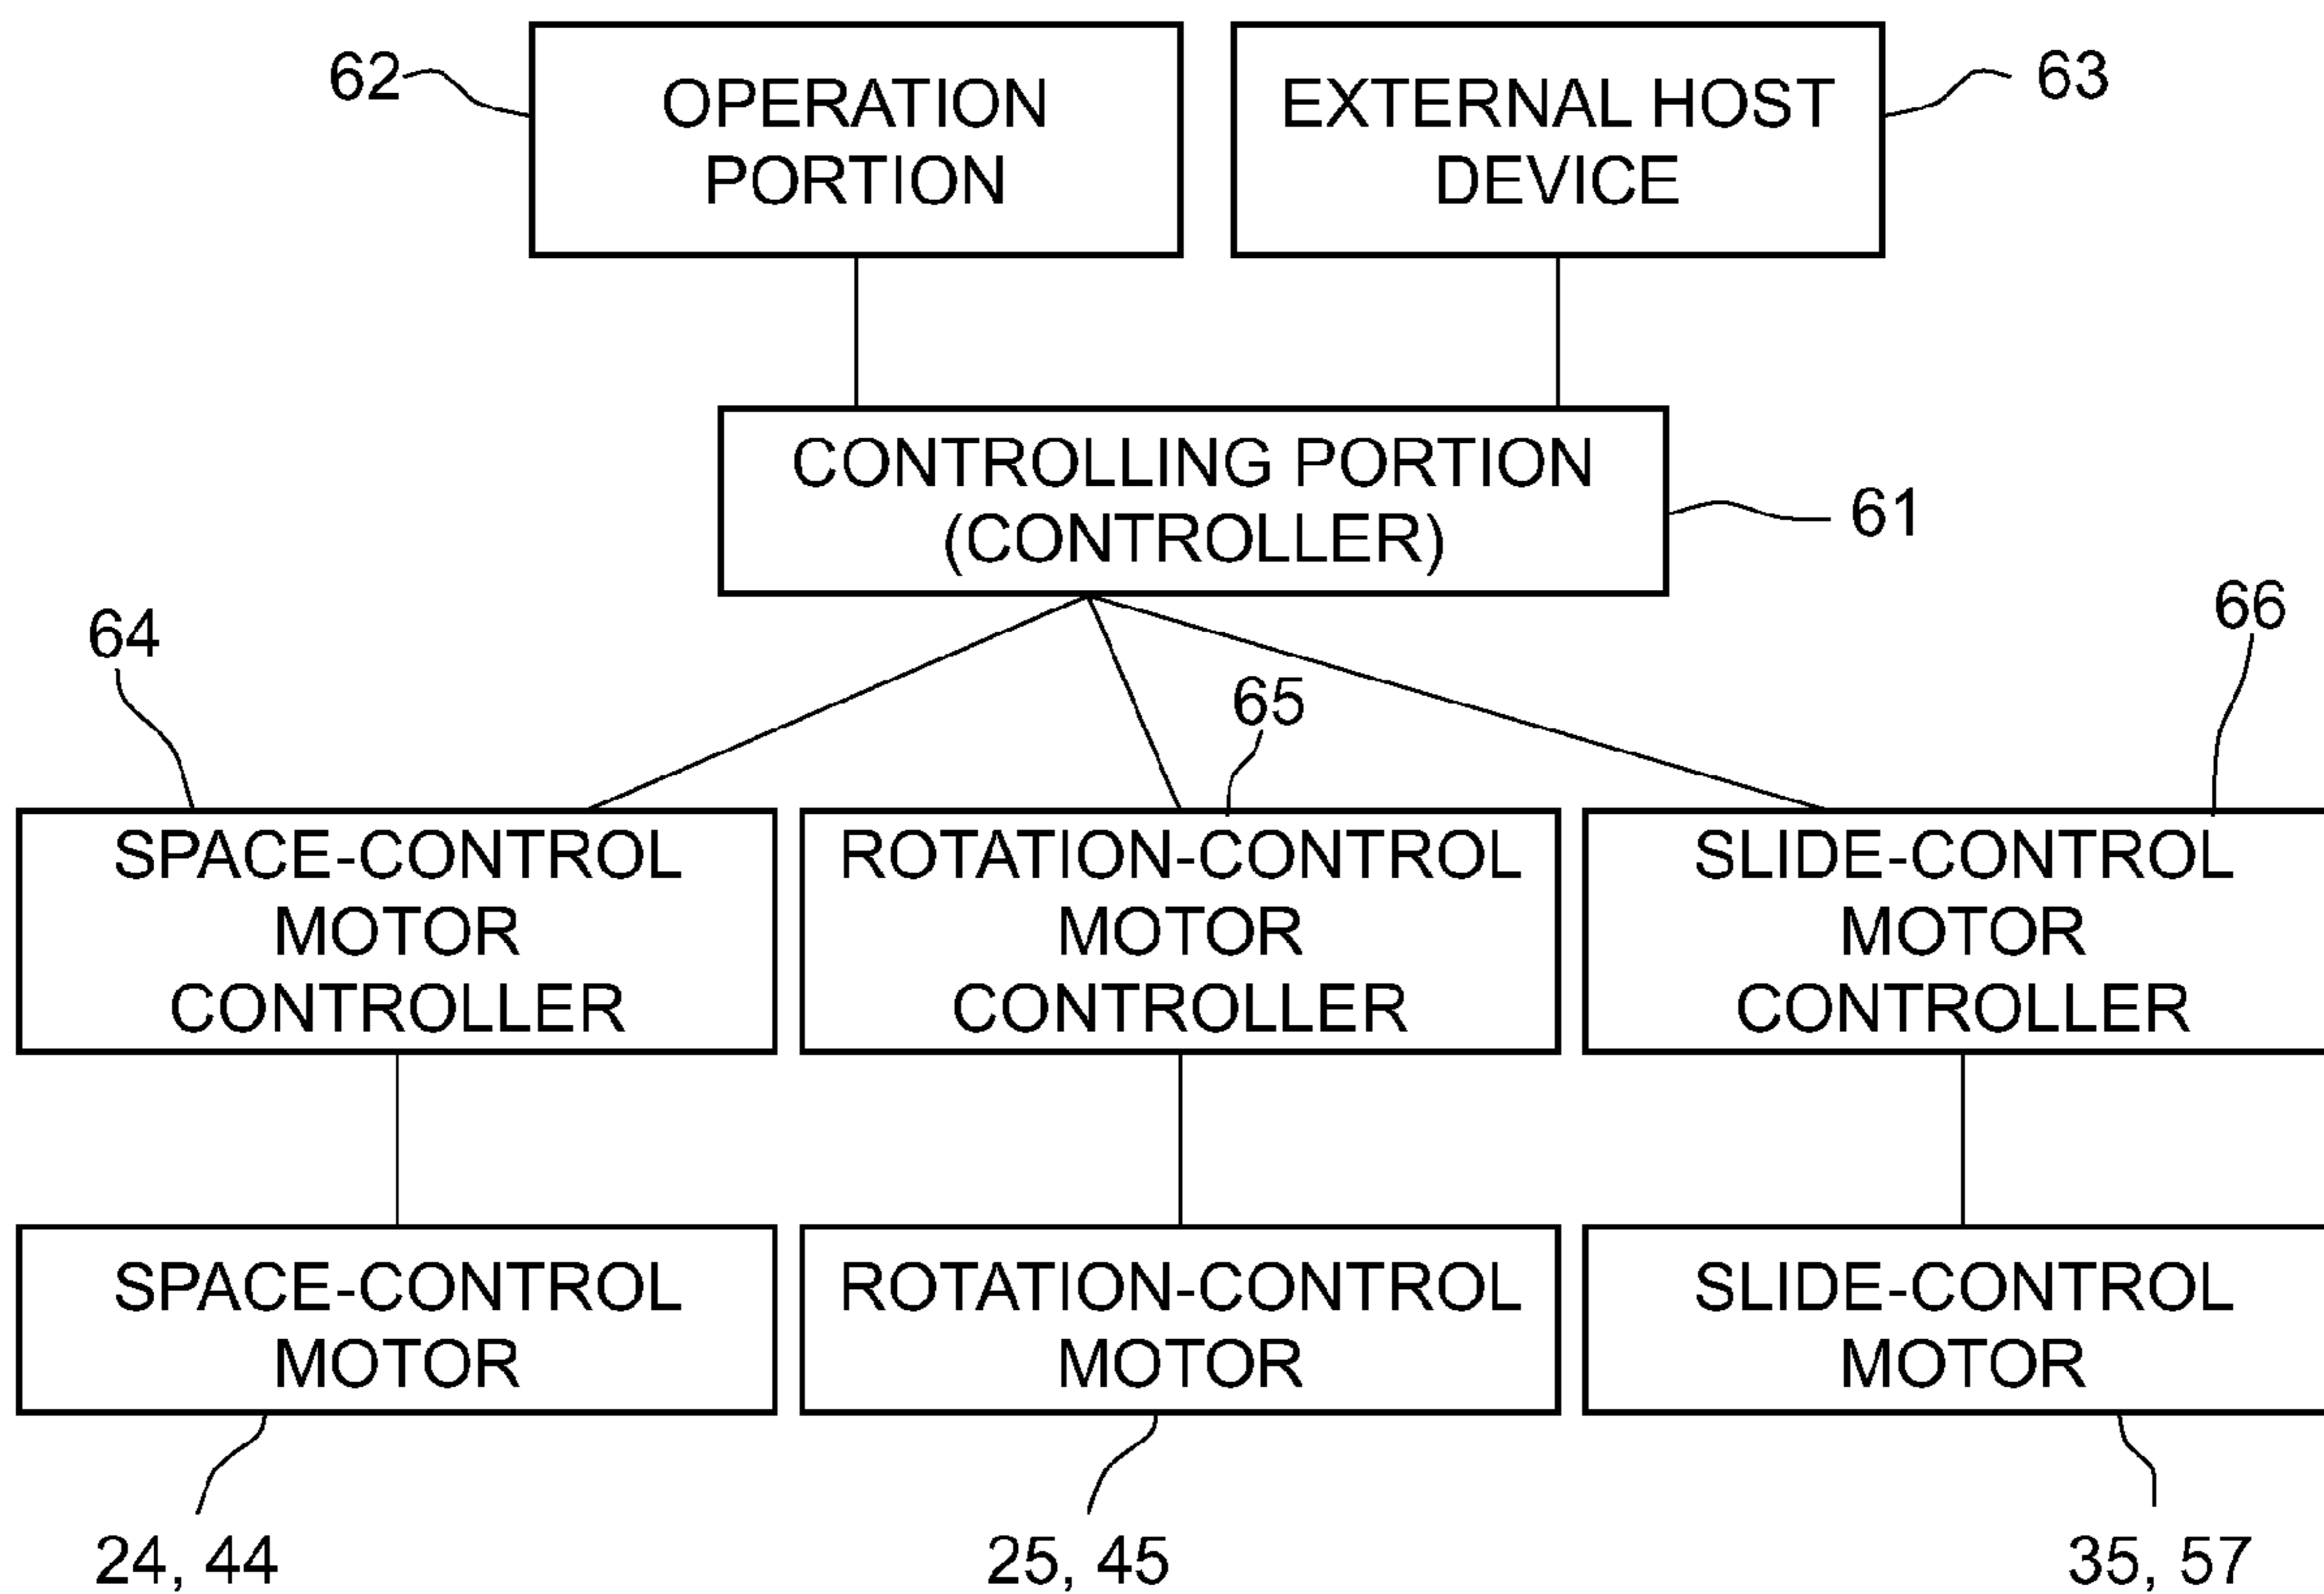 62
OPERATION
PORTION
EXTERNAL HOST
DEVICE
63
CONTROLLING PORTION
(CONTROLLER)
61
64
65
66
SPACE-CONTROL
MOTOR
CONTROLLER
ROTATION-CONTROL
MOTOR
CONTROLLER
SLIDE-CONTROL
MOTOR
CONTROLLER
SPACE-CONTROL
MOTOR
ROTATION-CONTROL
MOTOR
SLIDE-CONTROL
MOTOR
24, 44
25, 45
35, 57